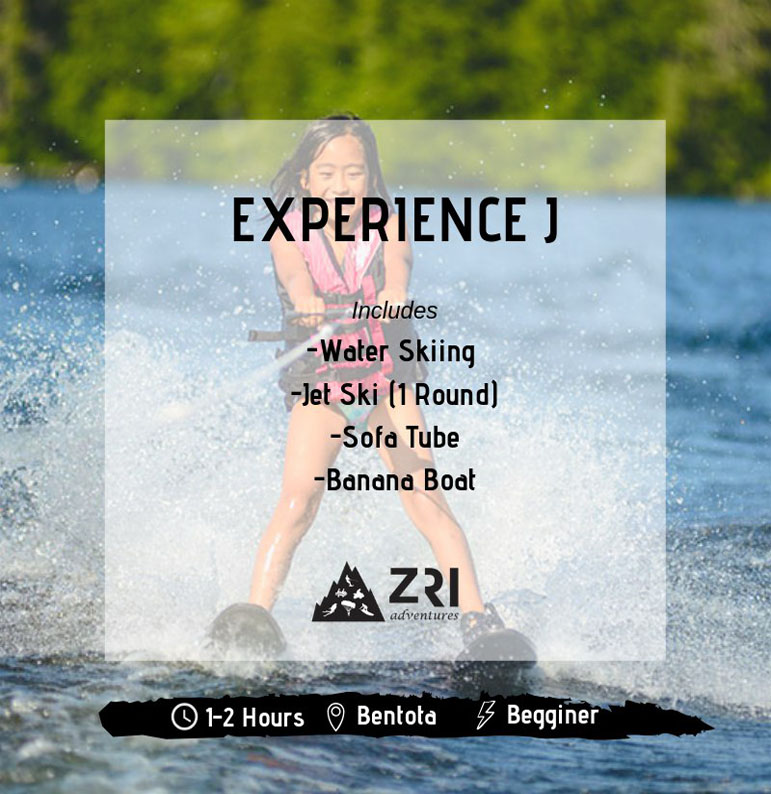 EXPERIENCE J
Includes
-Water Skiing
-Jet Ski (1 Round)
-Sofa Tube
-Banana Boat
ZRI
adventures
1-2 Hours Bentota Begginer